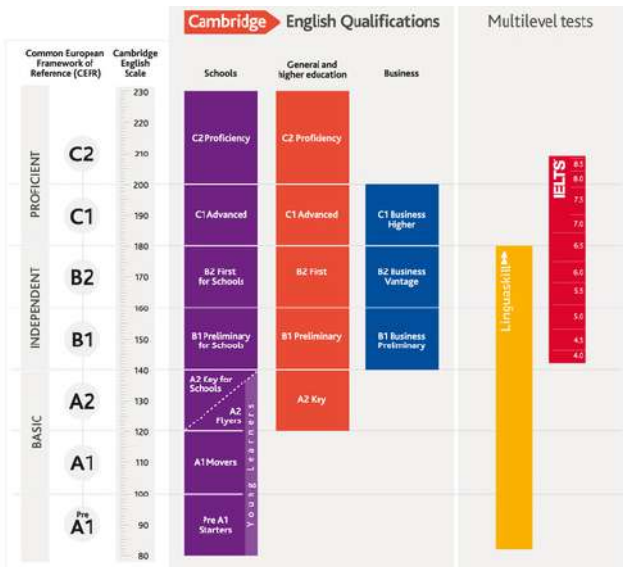 Cambridge English Qualifications
Multilevel tests
Common European
Framework of
Reference (CEFR)
Cambridge
English
Scale
Schools
General and
higher education
Business
230
220
210
200
190
180
170
160
150
140
130
120
110
100
90
80
PROFICIENT
INDEPENDENT
BASIC
C2
C1
B2
B1
A2
A1
Pre
A1
C2 Proficiency
C1 Advanced
B2 First
for Schools
B1 Preliminary
for Schools
A2 Key for
Schools
A2
Flyers
A1 Movers
Pre A1
Starters
Young Learners
C2 Proficiency
C1 Advanced
B2 First
B1 Preliminary
A2 Key
C1 Business
Higher
B2 Business
Vantage
B1 Business
Preliminary
Linguaskill
IELTS
8.5
8.0
7.5
7.0
6.5
6.0
5.5
5.0
4.5
4.0